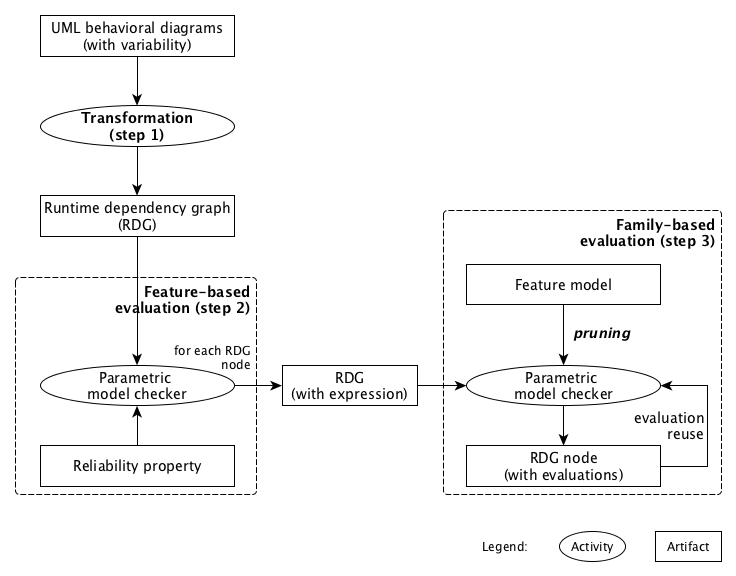 UML behavioral diagrams
(with variability)
Transformation
(step 1)
Runtime dependency graph
(RDG)
Feature-based
evaluation (step 2)
for each RDG
node
Parametric
model checker
Reliability property
RDG
(with expression)
Family-based
evaluation (step 3)
Feature model
pruning
Parametric
model checker
evaluation
reuse
RDG node
(with evaluations)
Legend:
Activity
Artifact